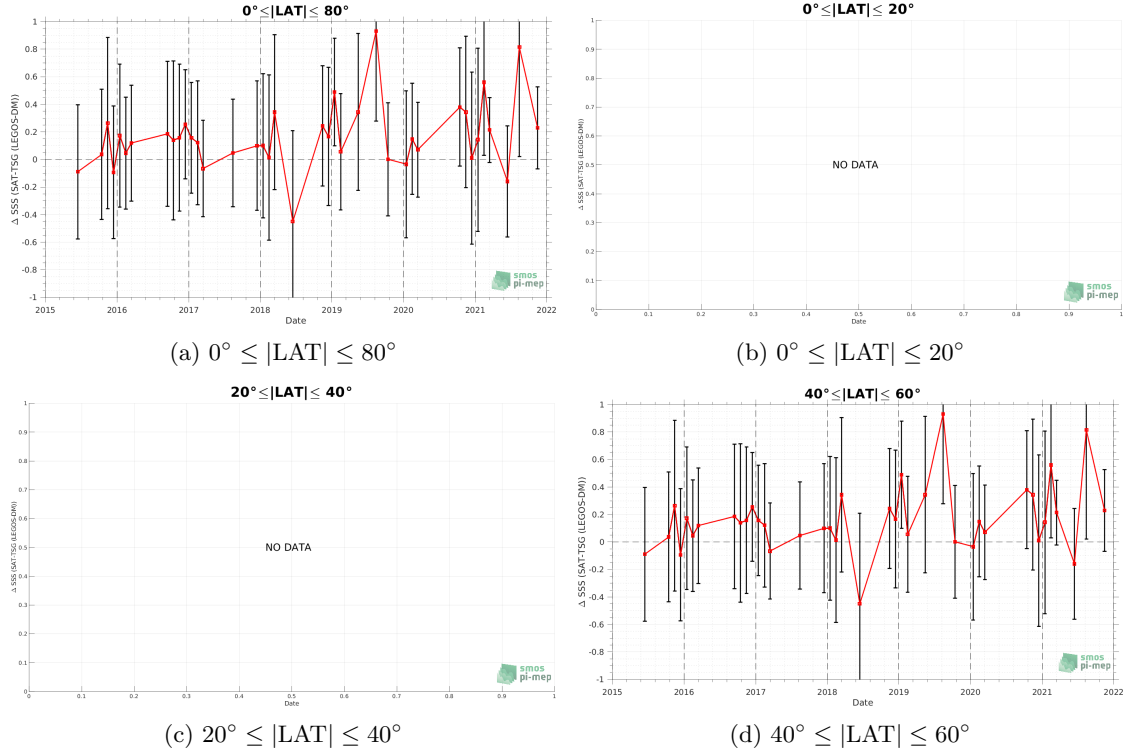 0°≤|LAT|≤ 80°
Δ SSS (SAT-TSG (LEGOS-DM))
1
0.8
0.6
0.4
0.2
0
-0.2
-0.4
-0.6
-0.8
-1
2015 2016 2017 2018 2019 2020 2021 2022
Date
smos
pi-mep
(a) 0° ≤ |LAT| ≤ 80°
0°≤|LAT|≤ 20°
Δ SSS (SAT-TSG (LEGOS-DM))
1
0.9
0.8
0.7
0.6
0.5
0.4
0.3
0.2
0.1
0
NO DATA
0 0.1 0.2 0.3 0.4 0.5 0.6 0.7 0.8 0.9 1
Date
smos
pi-mep
(b) 0° ≤ |LAT| ≤ 20°
20°≤|LAT|≤ 40°
Δ SSS (SAT-TSG (LEGOS-DM))
1
0.9
0.8
0.7
0.6
0.5
0.4
0.3
0.2
0.1
0
NO DATA
0 0.1 0.2 0.3 0.4 0.5 0.6 0.7 0.8 0.9 1
Date
smos
pi-mep
(c) 20° ≤ |LAT| ≤ 40°
40°≤|LAT|≤ 60°
Δ SSS (SAT-TSG (LEGOS-DM))
1
0.8
0.6
0.4
0.2
0
-0.2
-0.4
-0.6
-0.8
-1
2015 2016 2017 2018 2019 2020 2021 2022
Date
smos
pi-mep
(d) 40° ≤ |LAT| ≤ 60°